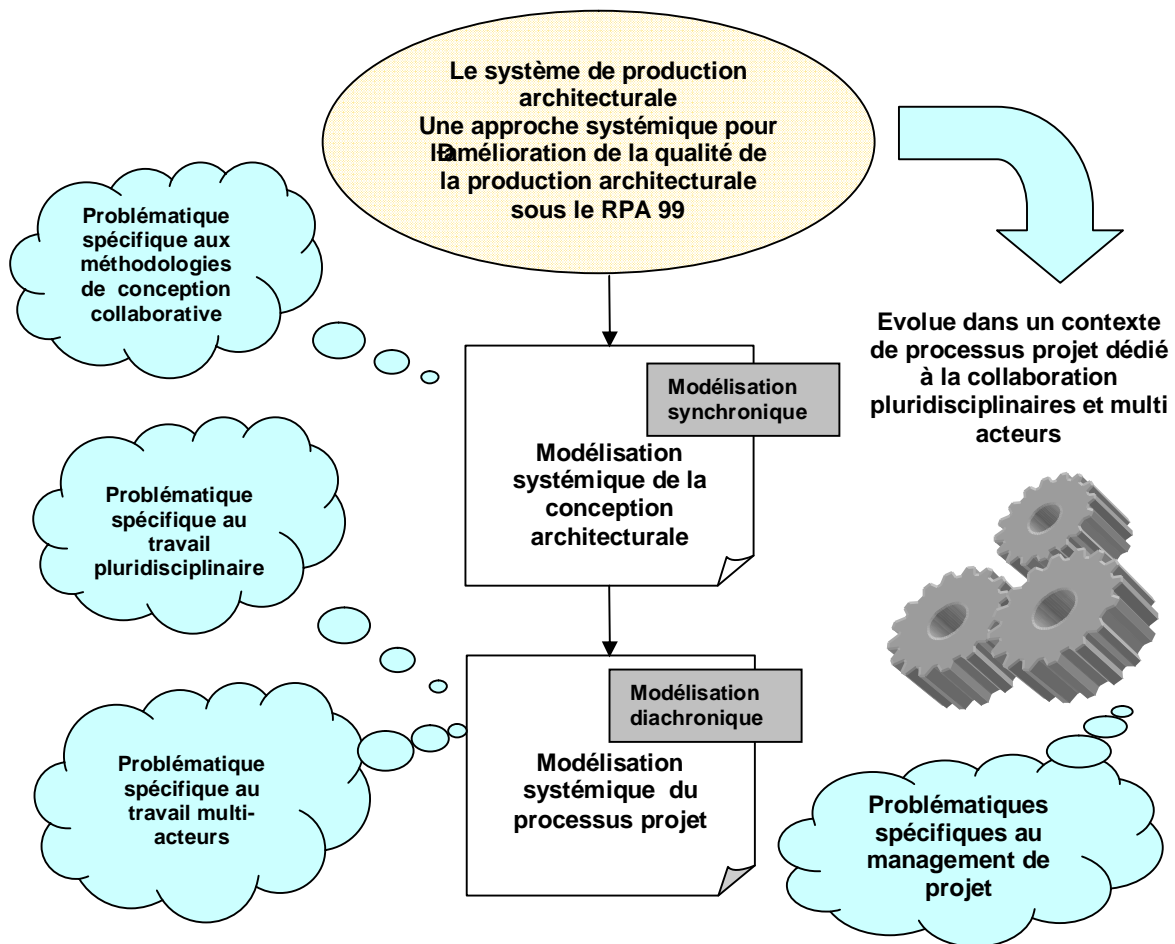 Le système de production
architecturale
Une approche systémique pour
amélioration de la qualité de
la production architecturale
sous le RPA 99
Problématique
spécifique aux
méthodologies
de conception
collaborative
Evolue dans un contexte
de processus projet dédié
à la collaboration
pluridisciplinaires et multi
acteurs
Modélisation
synchronique
Modélisation
systémique de la
conception
architecturale
Problématique
spécifique au
travail
pluridisciplinaire
Modélisation
diachronique
Modélisation
systémique du
processus projet
Problématique
spécifique au
travail multi-
acteurs
Problématiques
spécifiques au
management de
projet